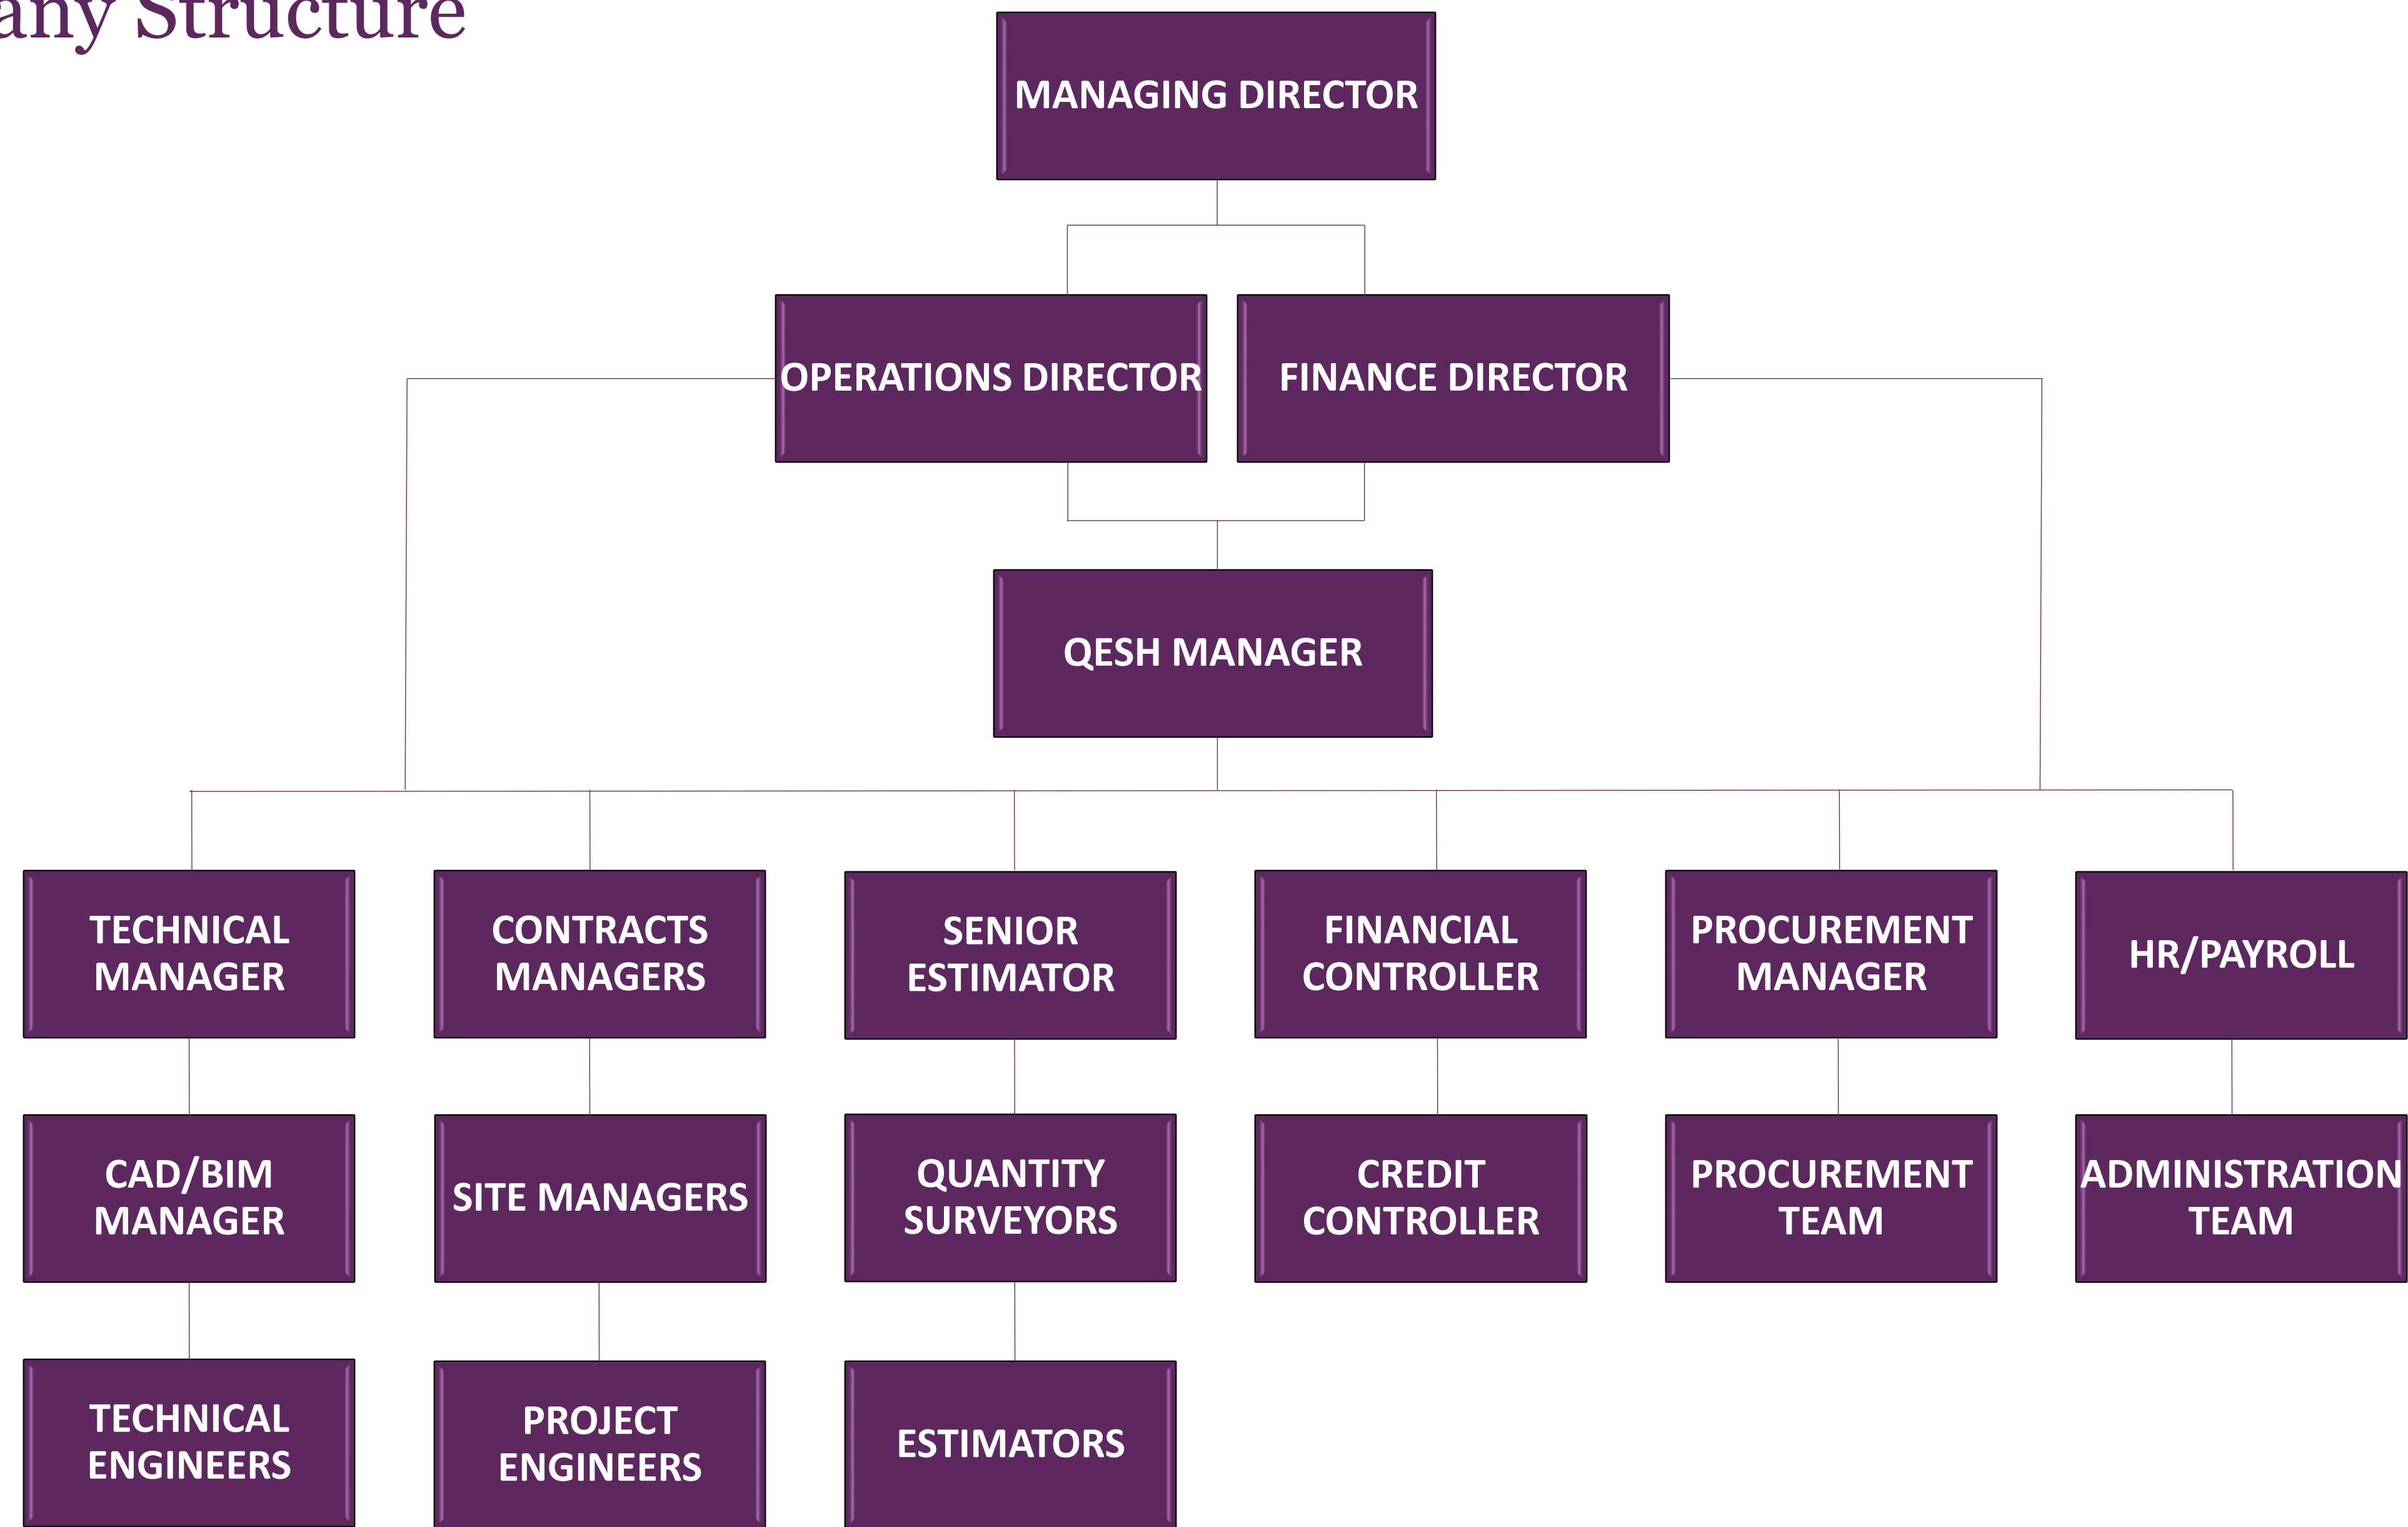 any Structure
MANAGING DIRECTOR
OPERATIONS DIRECTOR
FINANCE DIRECTOR
QESH MANAGER
TECHNICAL
MANAGER
CONTRACTS
MANAGERS
SENIOR
ESTIMATOR
FINANCIAL
CONTROLLER
PROCUREMENT
MANAGER
HR/PAYROLL
CAD/BIM
MANAGER
SITE MANAGERS
QUANTITY
SURVEYORS
CREDIT
CONTROLLER
PROCUREMENT
TEAM
ADMINISTRATION
TEAM
TECHNICAL
ENGINEERS
PROJECT
ENGINEERS
ESTIMATORS